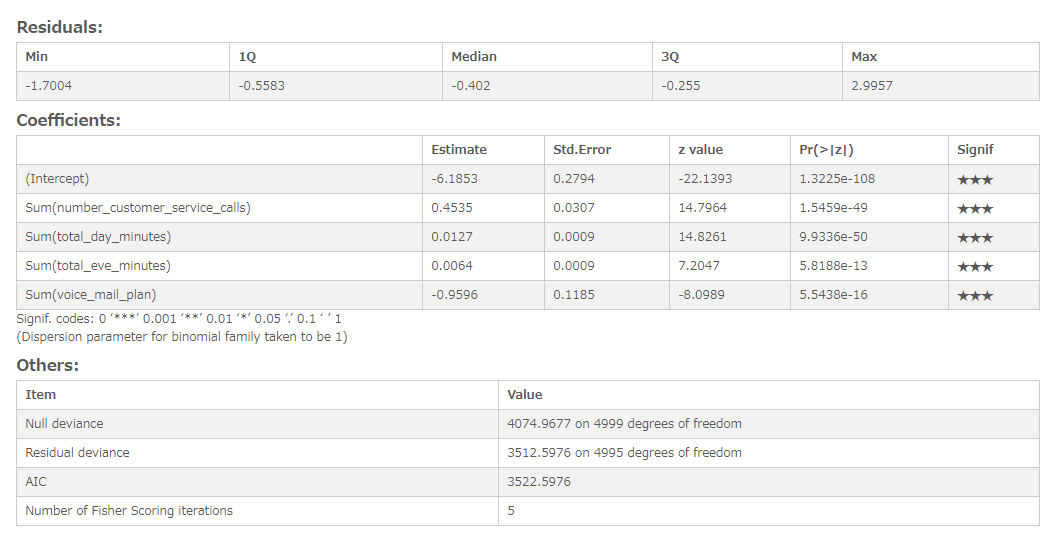 Residuals:
Min 1Q Median 3Q Max
-1.7004 -0.5583 -0.402 -0.255 2.9957
Coefficients:
Estimate Std.Error z value Pr(>|z|) Signif
(Intercept) -6.1853 0.2794 -22.1393 1.3225e-108 ★★★
Sum(number_customer_service_calls) 0.4535 0.0307 14.7964 1.5459e-49 ★★★
Sum(total_day_minutes) 0.0127 0.0009 14.8261 9.9336e-50 ★★★
Sum(total_eve_minutes) 0.0064 0.0009 7.2047 5.8188e-13 ★★★
Sum(voice_mail_plan) -0.9596 0.1185 -8.0989 5.5438e-16 ★★★
Signif. codes: 0 ‘***’ 0.001 ‘**’ 0.01 ‘*’ 0.05 ‘.’ 0.1 ‘ ’ 1
(Dispersion parameter for binomial family taken to be 1)
Others:
Item Value
Null deviance 4074.9677 on 4999 degrees of freedom
Residual deviance 3512.5976 on 4995 degrees of freedom
AIC 3522.5976
Number of Fisher Scoring iterations 5